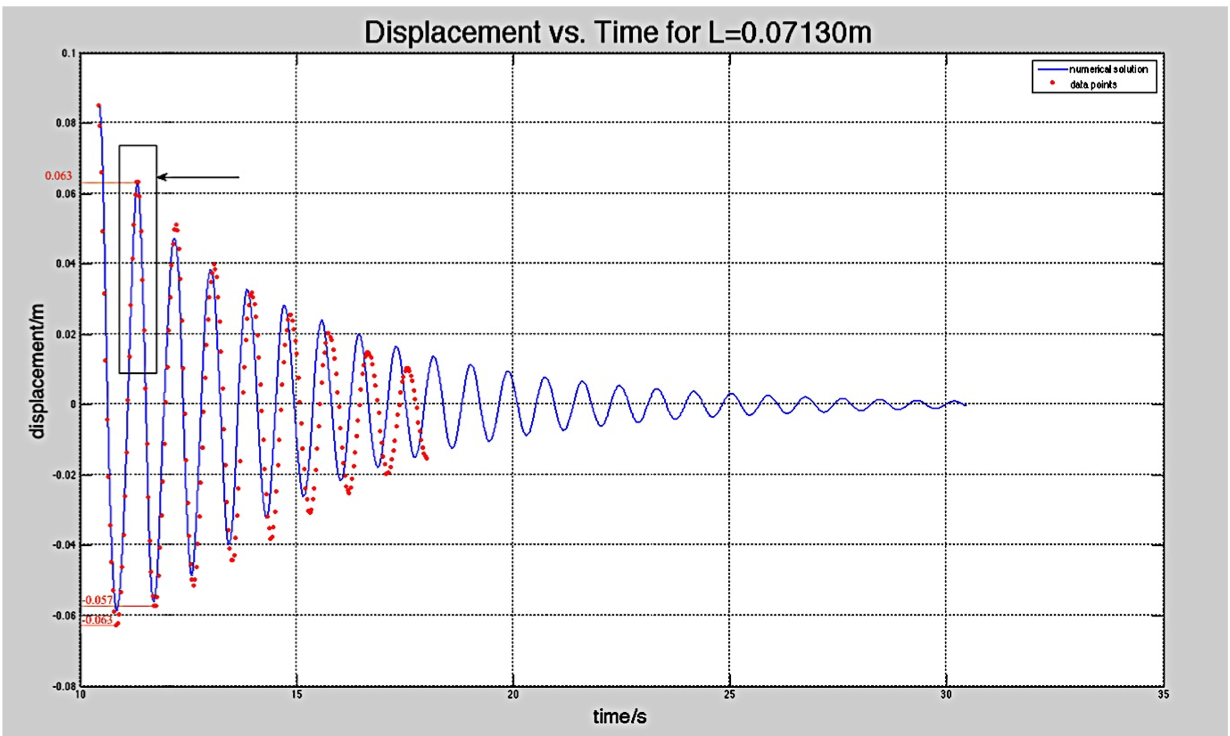 Displacement vs. Time for L=0.07130m
0.1
numerical solution
data points
0.08
0.063
0.06
0.04
0.02
displacement/m
0
-0.02
-0.04
-0.057
-0.06
-0.063
-0.08
10 15 20 25 30 35
time/s